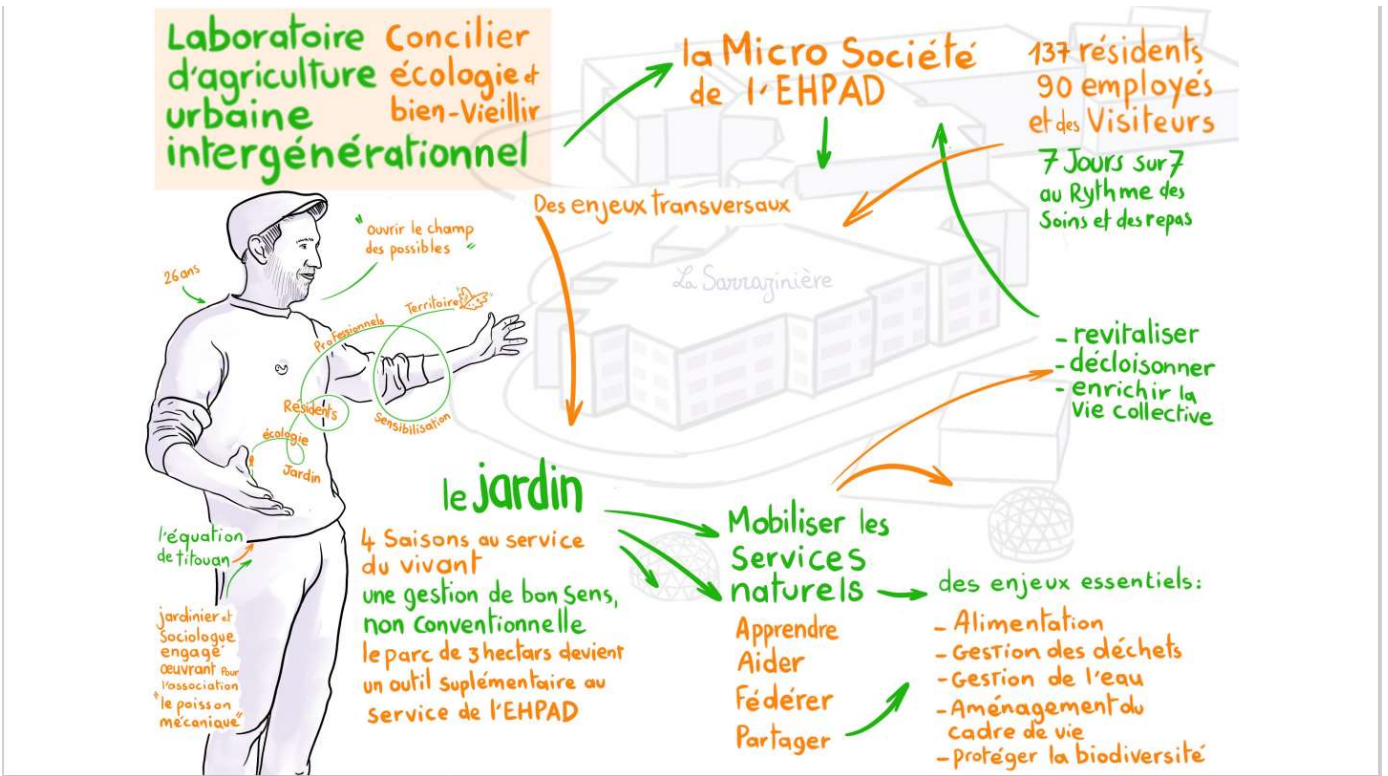 Laboratoire
d'agriculture
urbaine
intergénérationnel
Concilier
écologie et
bien-Vieillir
la Micro Société
de l'EHPAD
137 résidents
90 employés
et des Visiteurs
7 Jours sur 7
au Rythme des
Soins et des repas
Des enjeux transversaux
"ouvrir le champ
des possibles"
26 ans
La Sarrazinière
Territoire
Professionnels
Sensibilisation
Résidents
écologie
Jardin
- revitaliser
- décloisonner
- enrichir la
vie collective
le jardin
4 Saisons au service
du vivant
une gestion de bon Sens,
non Conventionnelle
le parc de 3 hectars devient
un outil suplémentaire au
service de l'EHPAD
l'équation
de titouan
jardinier et
Sociologue
engagé
œuvrant Pour
l'association
"le poisson
mécanique"
Mobiliser les
Services
naturels
Apprendre
Aider
Fédérer
Partager
des enjeux essentiels:
- Alimentation
- Gestion des déchets
- Gestion de l'eau
- Aménagement du
cadre de vie
- protéger la biodiversité